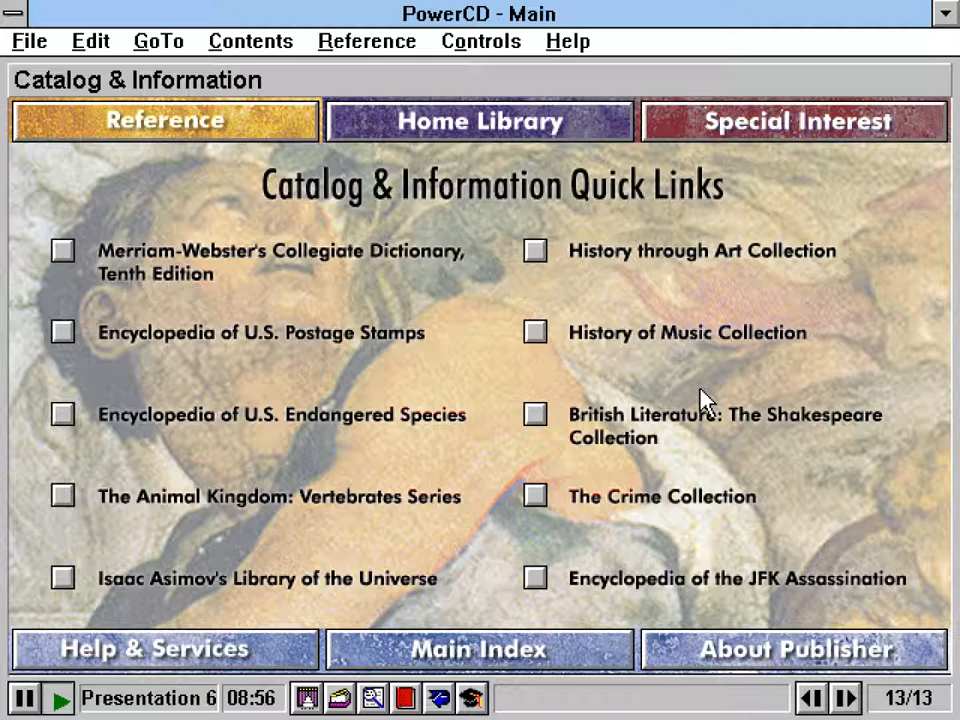 PowerCD - Main
File Edit GoTo Contents Reference Controls Help
Catalog & Information
Reference Home Library Special Interest
Catalog & Information Quick Links
Merriam-Webster's Collegiate Dictionary,
Tenth Edition
History through Art Collection
Encyclopedia of U.S. Postage Stamps
History of Music Collection
Encyclopedia of U.S. Endangered Species
British Literature: The Shakespeare
Collection
The Animal Kingdom: Vertebrates Series
The Crime Collection
Isaac Asimov's Library of the Universe
Encyclopedia of the JFK Assassination
Help & Services Main Index About Publisher
Presentation 6 08:56 13/13